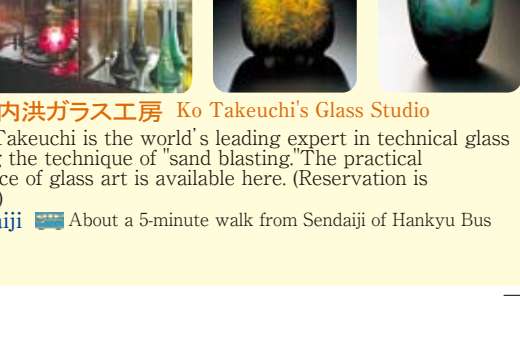 内洪ガラス工房 Ko Takeuchi's Glass Studio
Takeuchi is the world's leading expert in technical glass
the technique of "sand blasting."The practical
ce of glass art is available here. (Reservation is
)
iji About a 5-minute walk from Sendaiji of Hankyu Bus